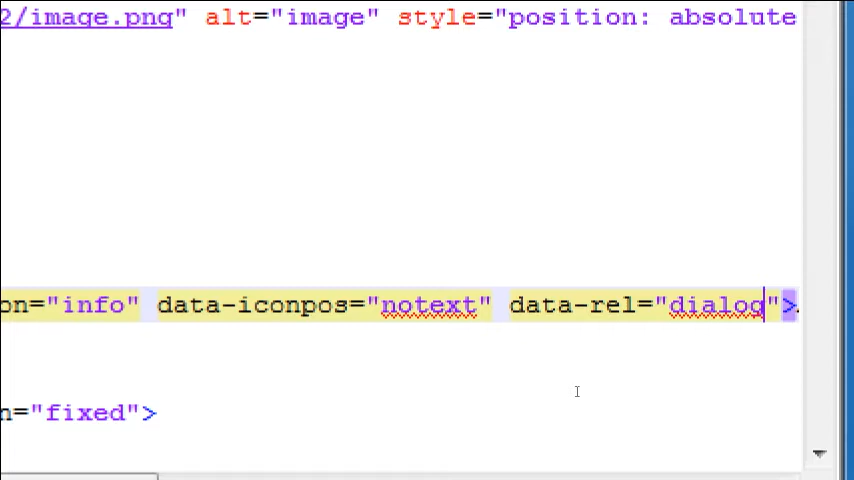 2/image.png" alt="image" style="position: absolute
on="info" data-iconpos="notext" data-rel="dialog">
n="fixed">